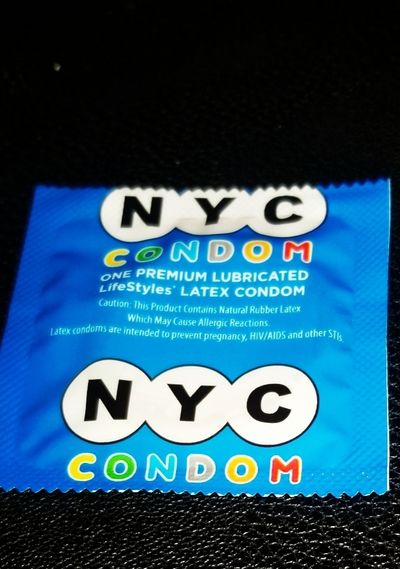 NYC
CONDOM
ONE PREMIUM LUBRICATED
LifeStyles® LATEX CONDOM
Caution: This Product Contains Natural Rubber Latex
Which May Cause Allergic Reactions.
Latex condoms are intended to prevent pregnancy, HIV/AIDS and other STIs.
NYC
CONDOM